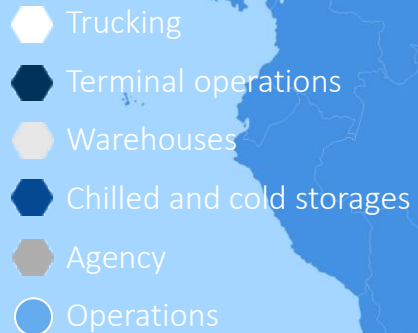 Trucking
Terminal operations
Warehouses
Chilled and cold storages
Agency
Operations